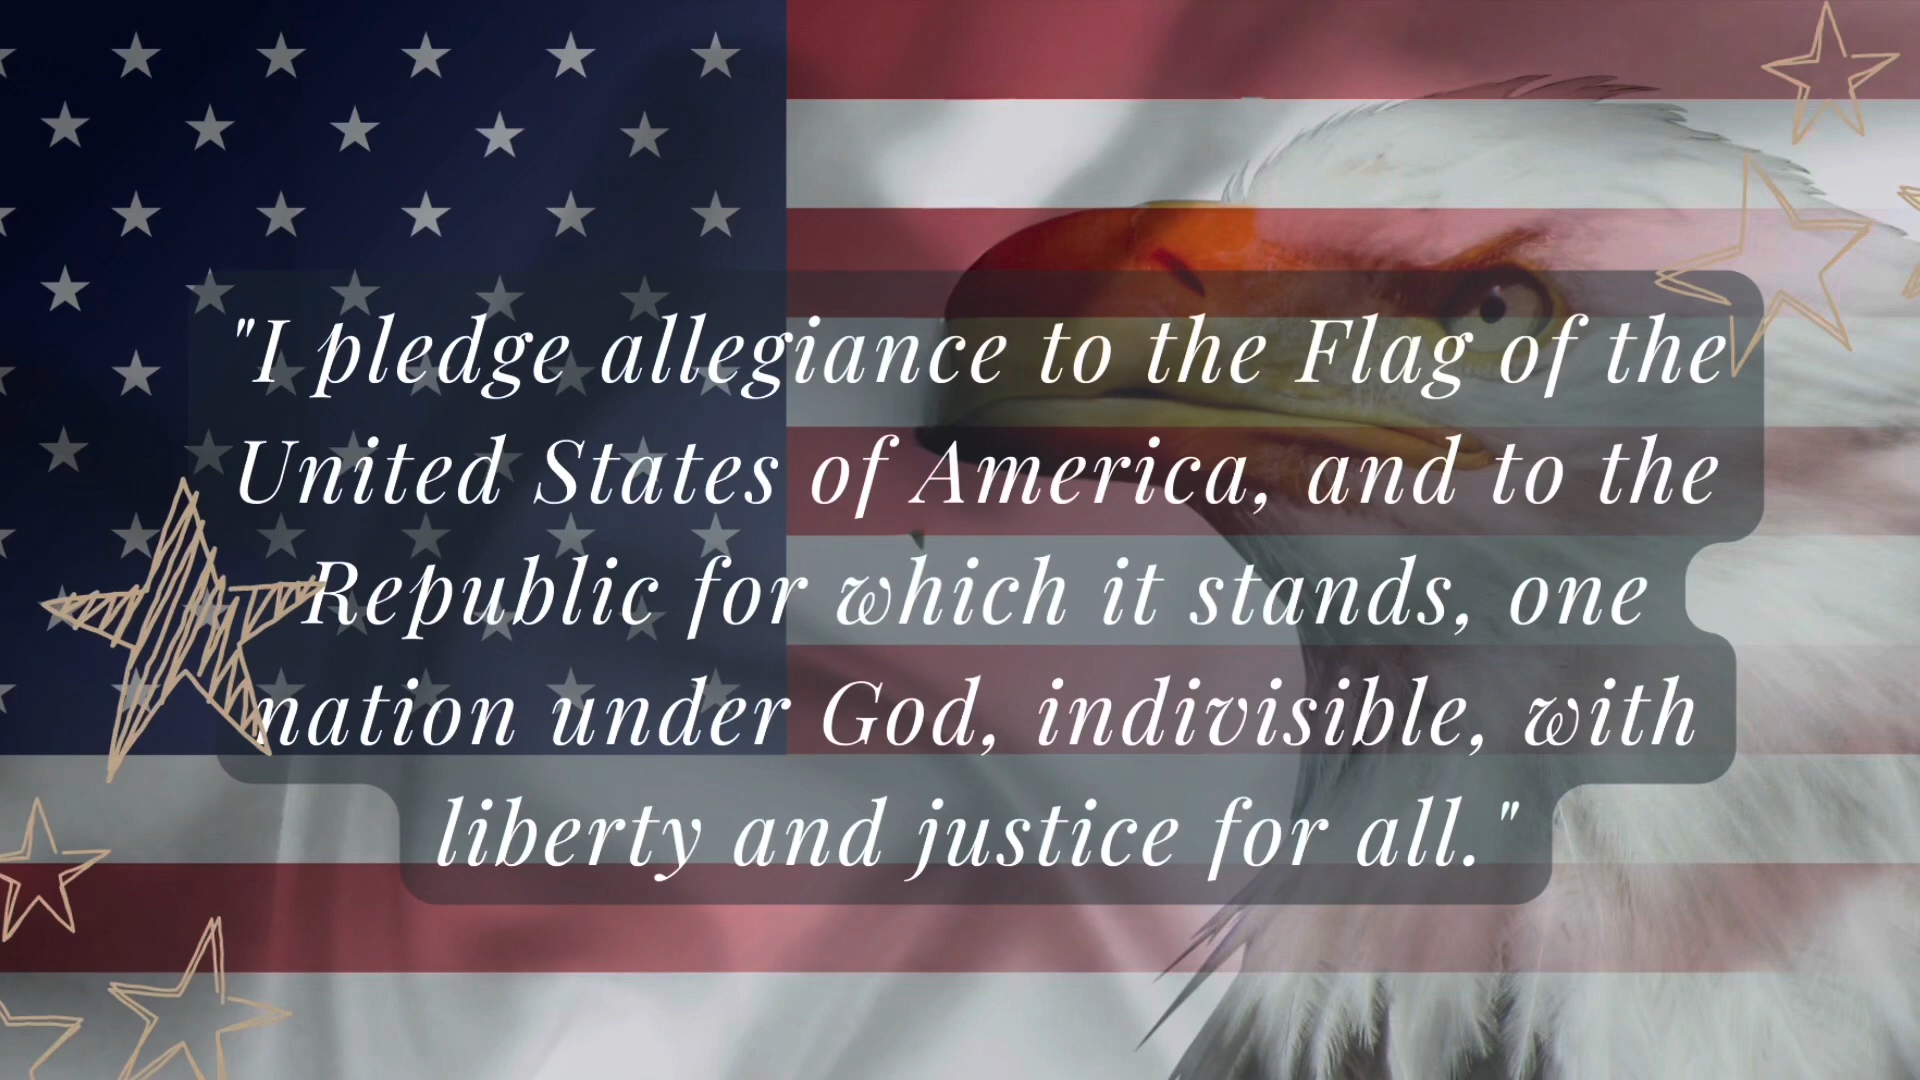 "I pledge allegiance to the Flag of the
United States of America, and to the
Republic for which it stands, one
nation under God, indivisible, with
liberty and justice for all."